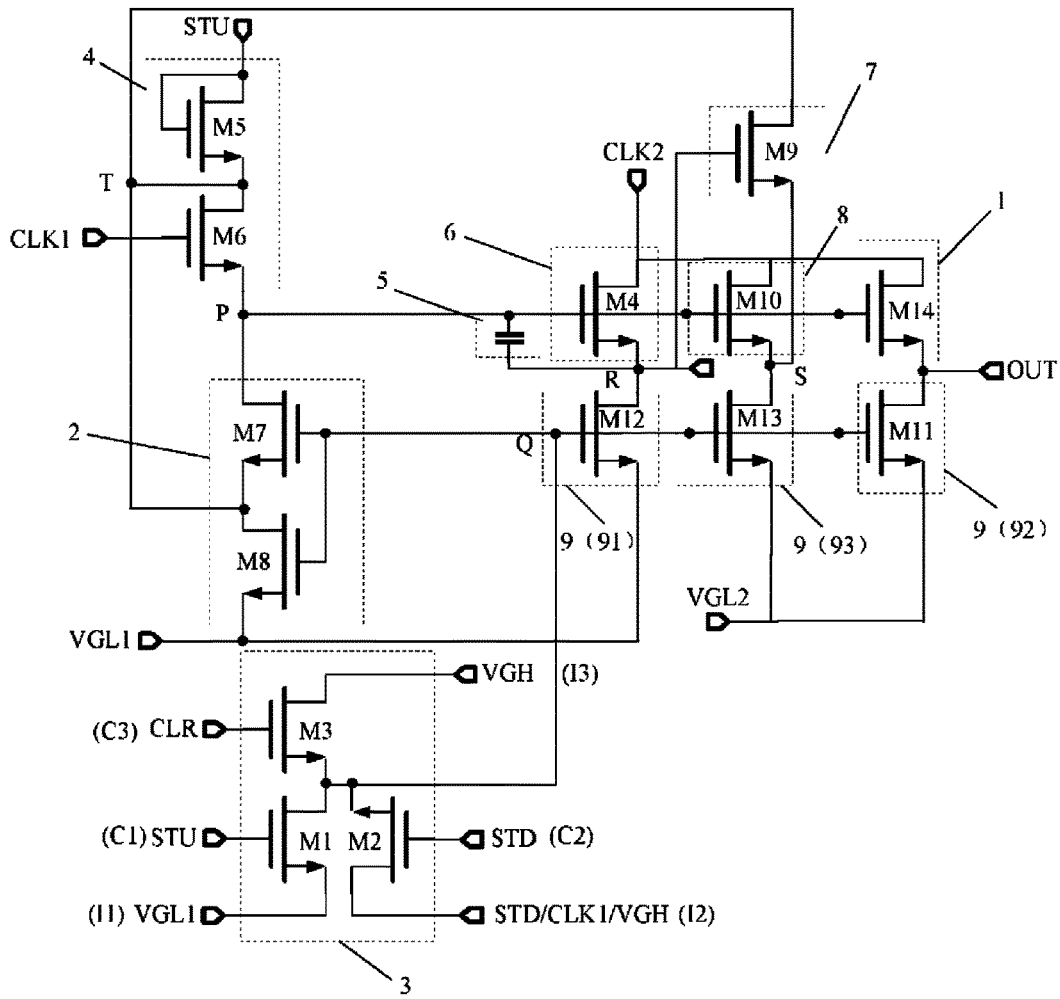 STU
4
7
M5
M9
CLK2
T
1
8
CLK1
M6
6
5
M4
M10
M14
P
R
S
OUT
2
M7
Q
M12
M13
M11
9 (91)
9 (93)
9 (92)
M8
VGL2
VGL1
VGH (I3)
(C3) CLR
M3
(C1) STU
M1
M2
STD (C2)
(I1) VGL1
STD/CLK1/VGH (I2)
3